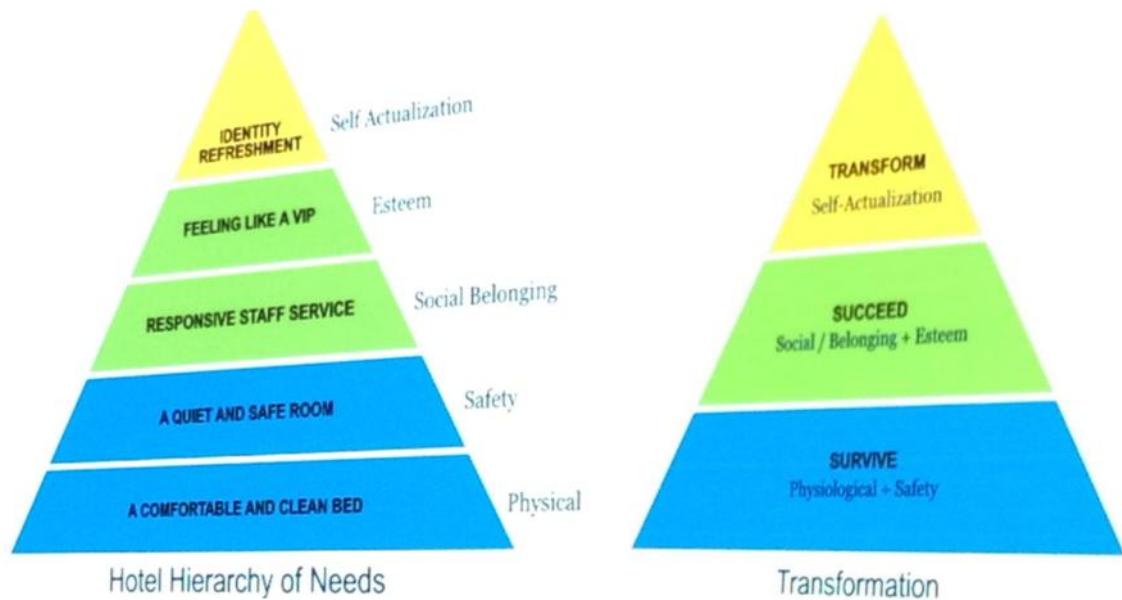 IDENTITY
REFRESHMENT
Self Actualization
FEELING LIKE A VIP
Esteem
RESPONSIVE STAFF SERVICE
Social Belonging
A QUIET AND SAFE ROOM
Safety
A COMFORTABLE AND CLEAN BED
Physical
Hotel Hierarchy of Needs
TRANSFORM
Self-Actualization
SUCCEED
Social / Belonging + Esteem
SURVIVE
Physiological + Safety
Transformation